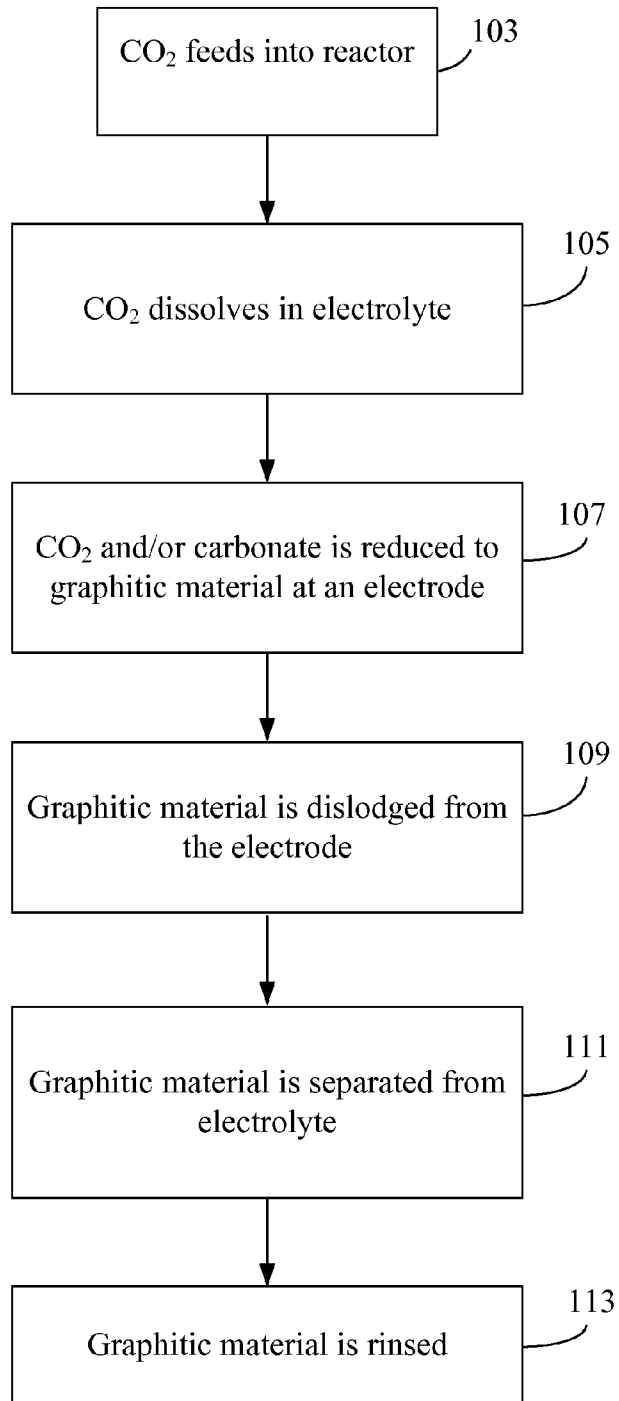 CO₂ feeds into reactor
103
CO₂ dissolves in electrolyte
105
CO₂ and/or carbonate is reduced to
graphitic material at an electrode
107
Graphitic material is dislodged from
the electrode
109
Graphitic material is separated from
electrolyte
111
Graphitic material is rinsed
113